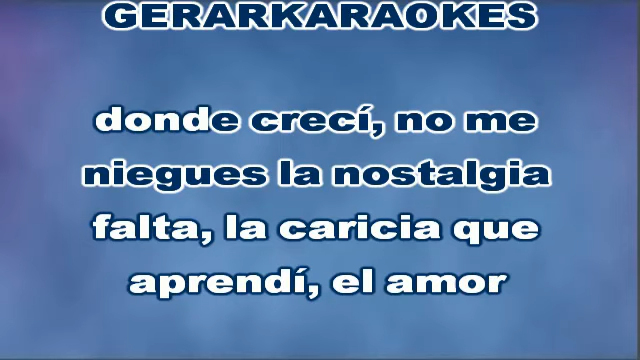 GERARKARAOKES
donde crecí, no me
niegues la nostalgia
falta, la caricia que
aprendí, el amor